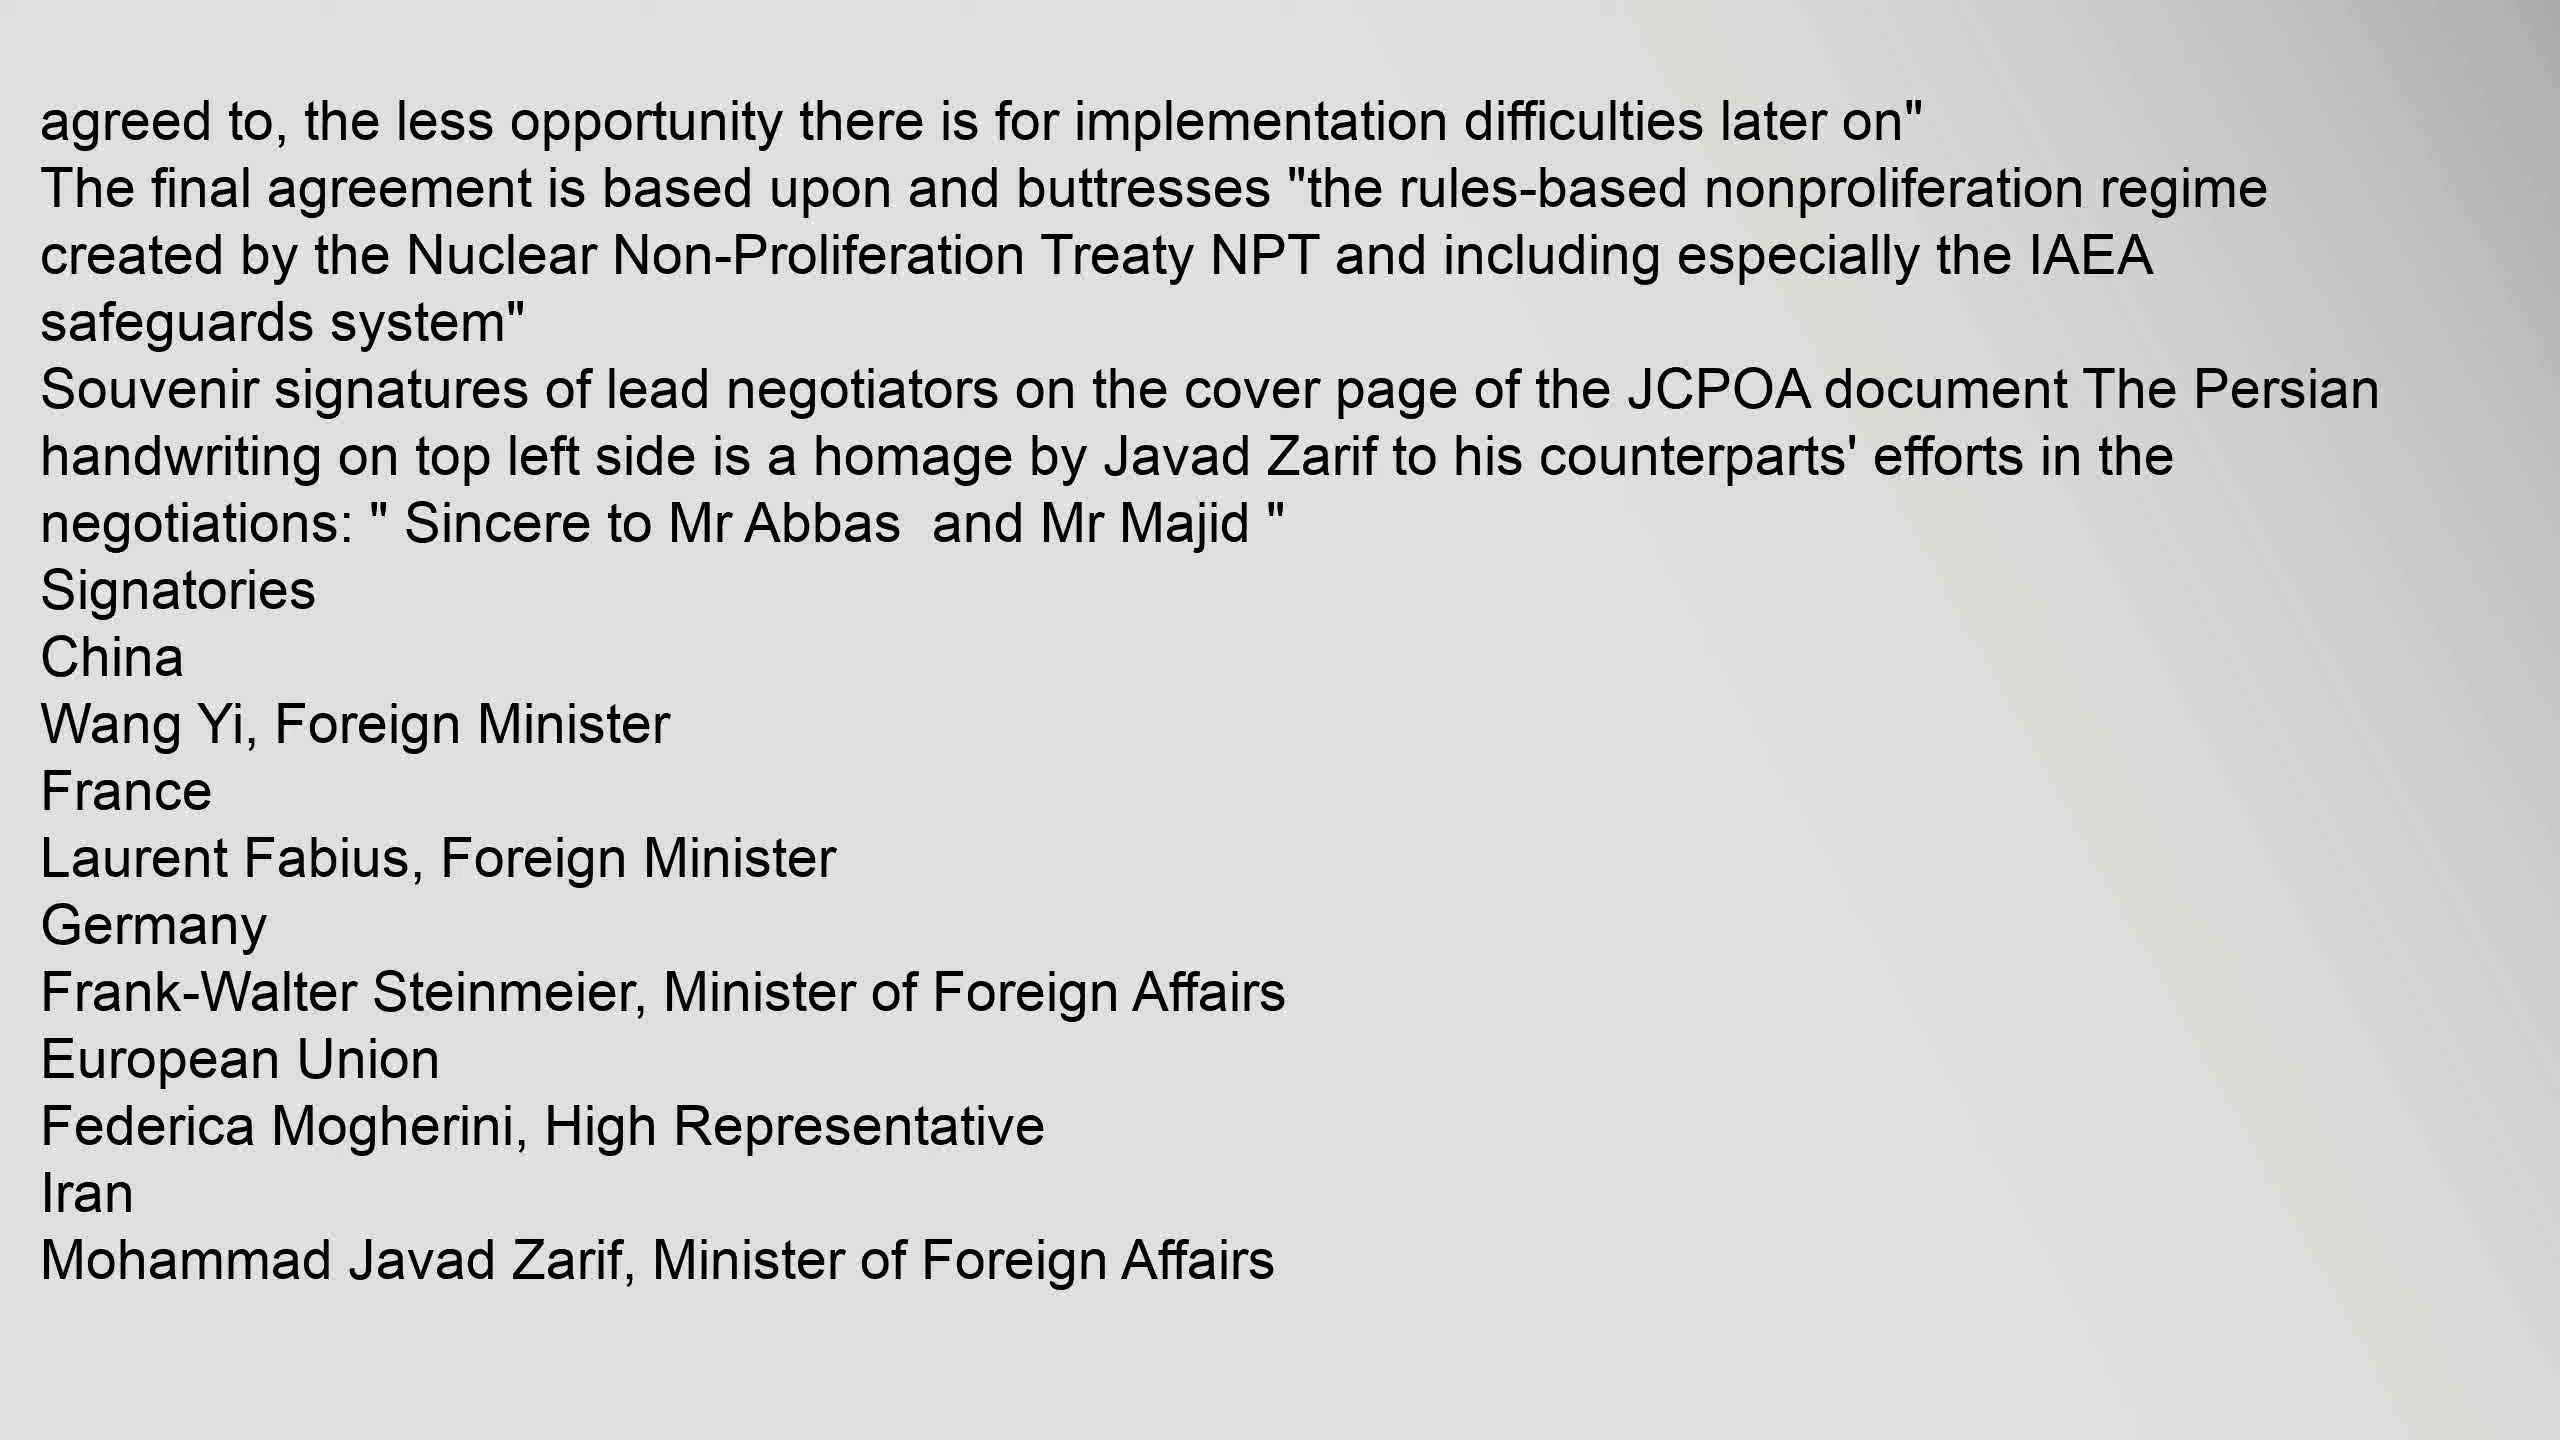 agreed to, the less opportunity there is for implementation difficulties later on"
The final agreement is based upon and buttresses "the rules-based nonproliferation regime
created by the Nuclear Non-Proliferation Treaty NPT and including especially the IAEA
safeguards system"
Souvenir signatures of lead negotiators on the cover page of the JCPOA document The Persian
handwriting on top left side is a homage by Javad Zarif to his counterparts' efforts in the
negotiations: " Sincere to Mr Abbas  and Mr Majid "
Signatories
China
Wang Yi, Foreign Minister
France
Laurent Fabius, Foreign Minister
Germany
Frank-Walter Steinmeier, Minister of Foreign Affairs
European Union
Federica Mogherini, High Representative
Iran
Mohammad Javad Zarif, Minister of Foreign Affairs